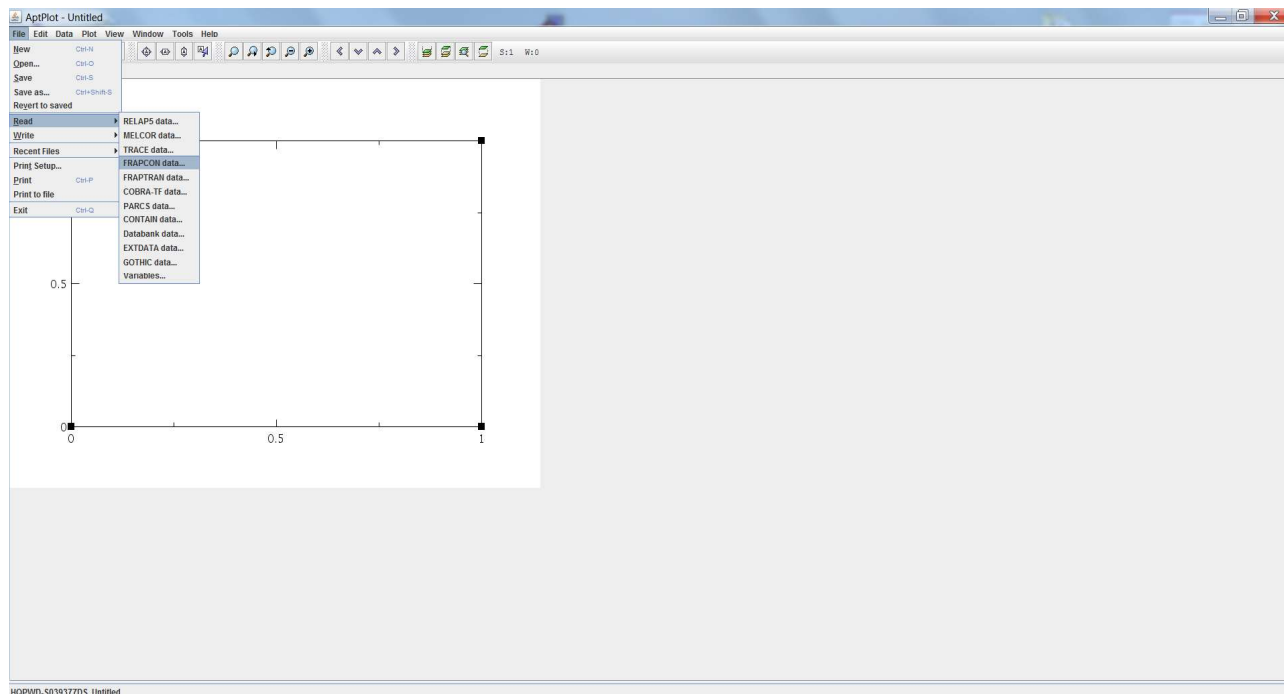 AptPlot - Untitled
File Edit Data Plot View Window Tools Help
New Ctrl-N
Open... Ctrl-O
Save Ctrl-S
Save as... Ctrl+Shift-S
Revert to saved
Read
Write
Recent Files
Print Setup...
Print Ctrl-P
Print to file
Exit Ctrl-Q
S:1 W:0
RELAP5 data...
MELCOR data...
TRACE data...
FRAPCON data...
FRAPTRAN data...
COBRA-TF data...
PARCS data...
CONTAIN data...
Databank data...
EXTDATA data...
GOTHIC data...
Variables...
0.5
0
0 0.5 1
HOPWD-S039377DS, Untitled